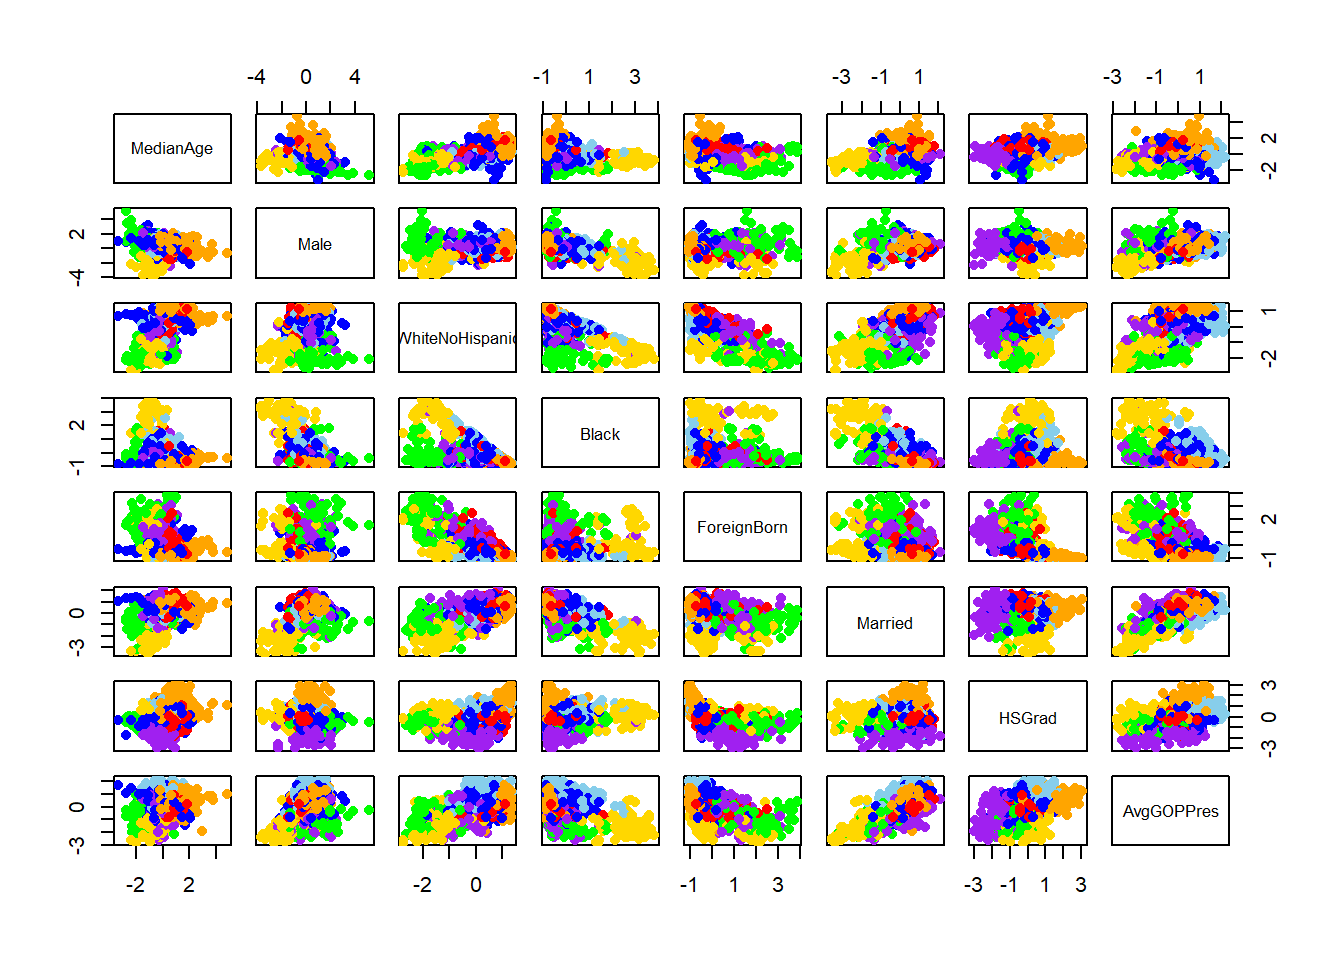 -4 0 4 -1 1 3 -3 -1 1 -3 -1 1
MedianAge 2 -2
2 -4 Male
WhiteNoHispanic 1 -2
2 -1 Black
ForeignBorn 2 -1
0 -3 Married
HSGrad 3 0 -3
0 -3 AvgGOPPres
-2 2 -2 0 -1 1 3 -3 -1 1 3